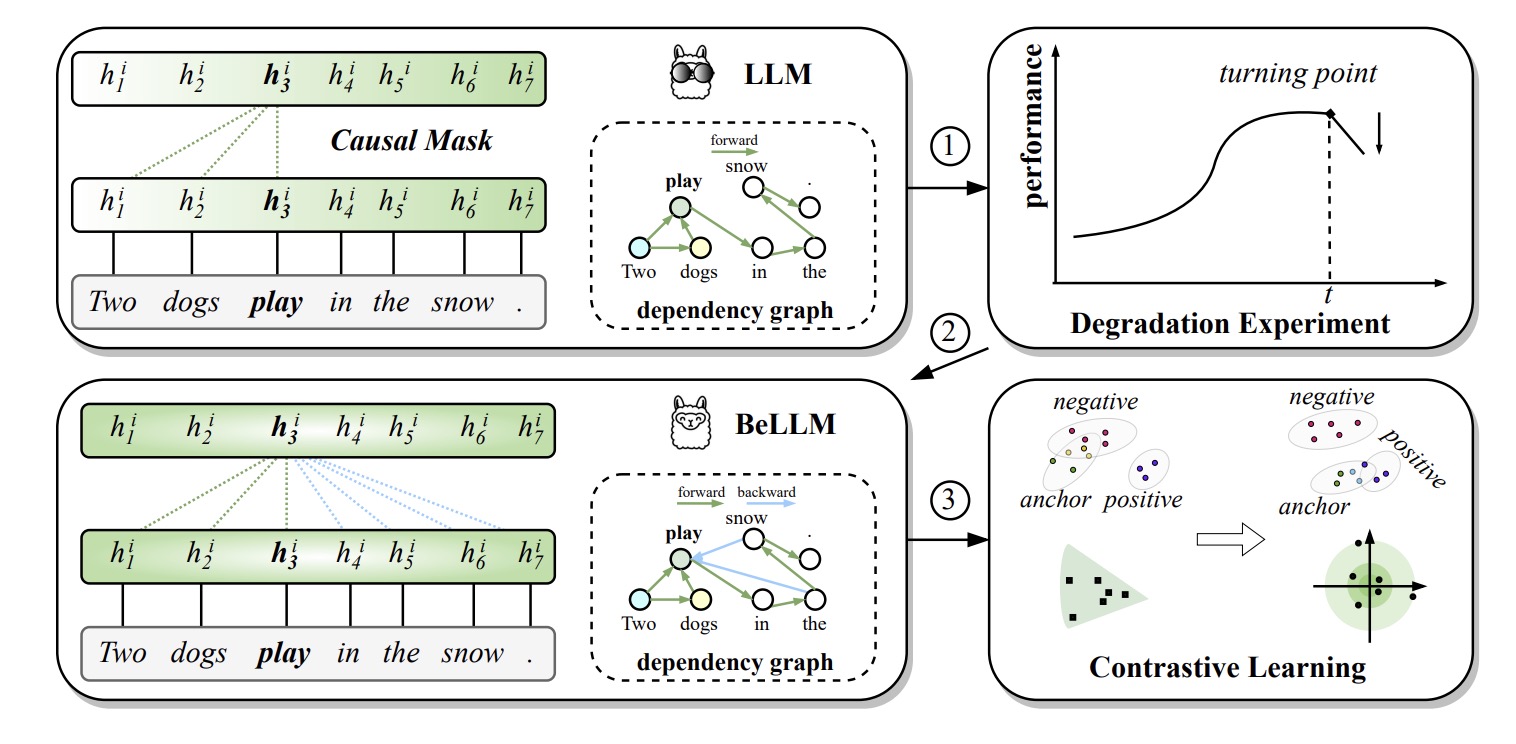 h_1^i h_2^i h_3^i h_4^i h_5^i h_6^i h_7^i
Causal Mask
h_1^i h_2^i h_3^i h_4^i h_5^i h_6^i h_7^i
Two dogs play in the snow .
LLM
forward
snow
play .
Two dogs in the
dependency graph
1
performance
turning point
t
Degradation Experiment
2
h_1^i h_2^i h_3^i h_4^i h_5^i h_6^i h_7^i
h_1^i h_2^i h_3^i h_4^i h_5^i h_6^i h_7^i
Two dogs play in the snow .
BeLLM
forward backward
snow
play .
Two dogs in the
dependency graph
3
negative
anchor positive
negative
positive
anchor
Contrastive Learning